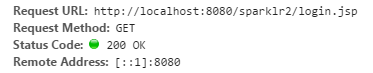 Request URL: http://localhost:8080/sparklr2/login.jsp
Request Method: GET
Status Code: 200 OK
Remote Address: [::1]:8080